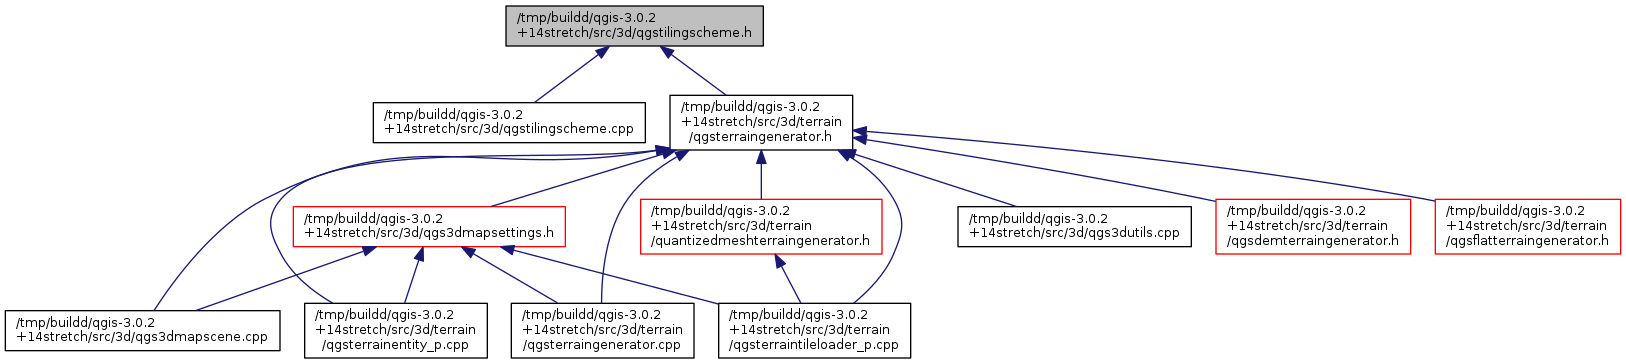 /tmp/buildd/qgis-3.0.2
+14stretch/src/3d/qgstilingscheme.h
/tmp/buildd/qgis-3.0.2
+14stretch/src/3d/qgstilingscheme.cpp
/tmp/buildd/qgis-3.0.2
+14stretch/src/3d/terrain
/qgsterraingenerator.h
/tmp/buildd/qgis-3.0.2
+14stretch/src/3d/qgs3dmapsettings.h
/tmp/buildd/qgis-3.0.2
+14stretch/src/3d/terrain
/quantizedmeshterraingenerator.h
/tmp/buildd/qgis-3.0.2
+14stretch/src/3d/qgs3dutils.cpp
/tmp/buildd/qgis-3.0.2
+14stretch/src/3d/terrain
/qgsdemterraingenerator.h
/tmp/buildd/qgis-3.0.2
+14stretch/src/3d/terrain
/qgsflatterraingenerator.h
/tmp/buildd/qgis-3.0.2
+14stretch/src/3d/qgs3dmapscene.cpp
/tmp/buildd/qgis-3.0.2
+14stretch/src/3d/terrain
/qgsterrainentity_p.cpp
/tmp/buildd/qgis-3.0.2
+14stretch/src/3d/terrain
/qgsterraingenerator.cpp
/tmp/buildd/qgis-3.0.2
+14stretch/src/3d/terrain
/qgsterraintileloader_p.cpp